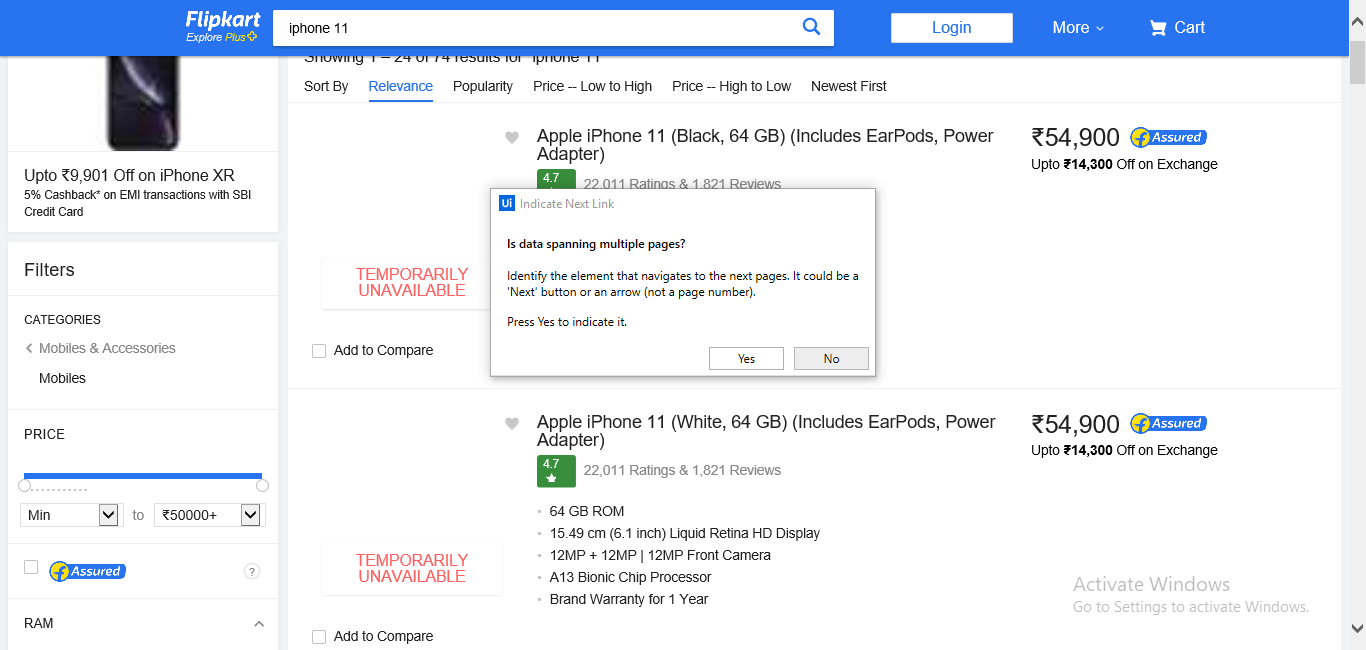 Flipkart
Explore Plus
iphone 11
Login
More
Cart
Showing 1 – 24 of 74 results for "iphone 11"
Sort By Relevance Popularity Price -- Low to High Price -- High to Low Newest First
Upto ₹9,901 Off on iPhone XR
5% Cashback* on EMI transactions with SBI
Credit Card
Filters
CATEGORIES
Mobiles & Accessories
Mobiles
PRICE
Min to ₹50000+
Assured
?
RAM
Apple iPhone 11 (Black, 64 GB) (Includes EarPods, Power
Adapter)
4.7
22,011 Ratings & 1,821 Reviews
₹54,900 Assured
Upto ₹14,300 Off on Exchange
TEMPORARILY
UNAVAILABLE
Add to Compare
Ui Indicate Next Link
Is data spanning multiple pages?
Identify the element that navigates to the next pages. It could be a
'Next' button or an arrow (not a page number).
Press Yes to indicate it.
Yes No
Apple iPhone 11 (White, 64 GB) (Includes EarPods, Power
Adapter)
4.7
22,011 Ratings & 1,821 Reviews
64 GB ROM
15.49 cm (6.1 inch) Liquid Retina HD Display
12MP + 12MP | 12MP Front Camera
A13 Bionic Chip Processor
Brand Warranty for 1 Year
₹54,900 Assured
Upto ₹14,300 Off on Exchange
TEMPORARILY
UNAVAILABLE
Add to Compare
Activate Windows
Go to Settings to activate Windows.